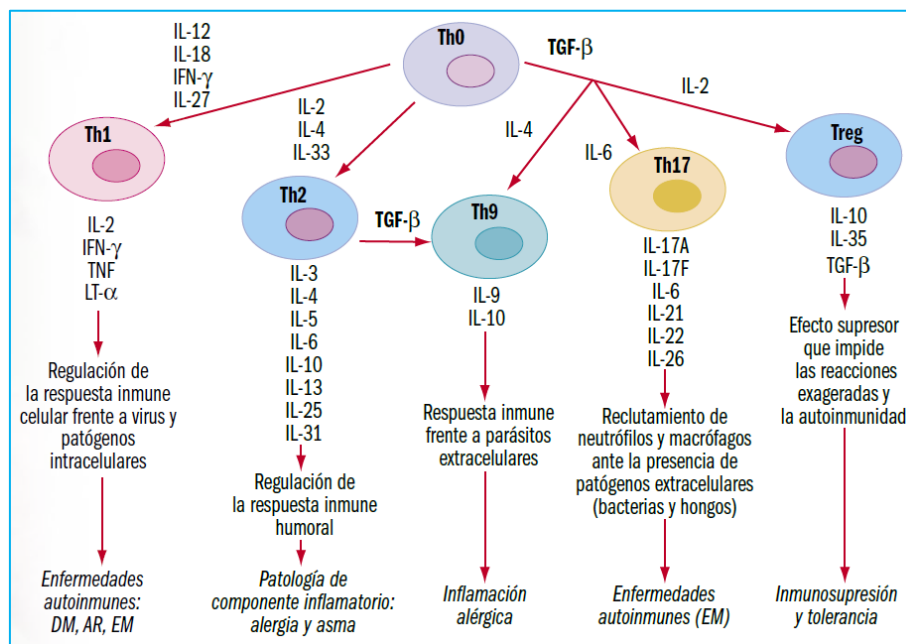 IL-12
IL-18
IFN-γ
IL-27
Th0
TGF-β
IL-2
IL-4
IL-33
IL-4
IL-6
IL-2
Th1
IL-2
IFN-γ
TNF
LT-α
Regulación de
la respuesta inmune
celular frente a virus y
patógenos
intracelulares
Enfermedades
autoinmunes:
DM, AR, EM
Th2
TGF-β
IL-3
IL-4
IL-5
IL-6
IL-10
IL-13
IL-25
IL-31
Regulación de
la respuesta inmune
humoral
Patología de
componente inflamatorio:
alergia y asma
Th9
IL-9
IL-10
Respuesta inmune
frente a parásitos
extracelulares
Inflamación
alérgica
Th17
IL-17A
IL-17F
IL-6
IL-21
IL-22
IL-26
Reclutamiento de
neutrófilos y macrófagos
ante la presencia de
patógenos extracelulares
(bacterias y hongos)
Enfermedades
autoinmunes (EM)
Treg
IL-10
IL-35
TGF-β
Efecto supresor
que impide
las reacciones
exageradas y
la autoinmunidad
Inmunosupresión
y tolerancia